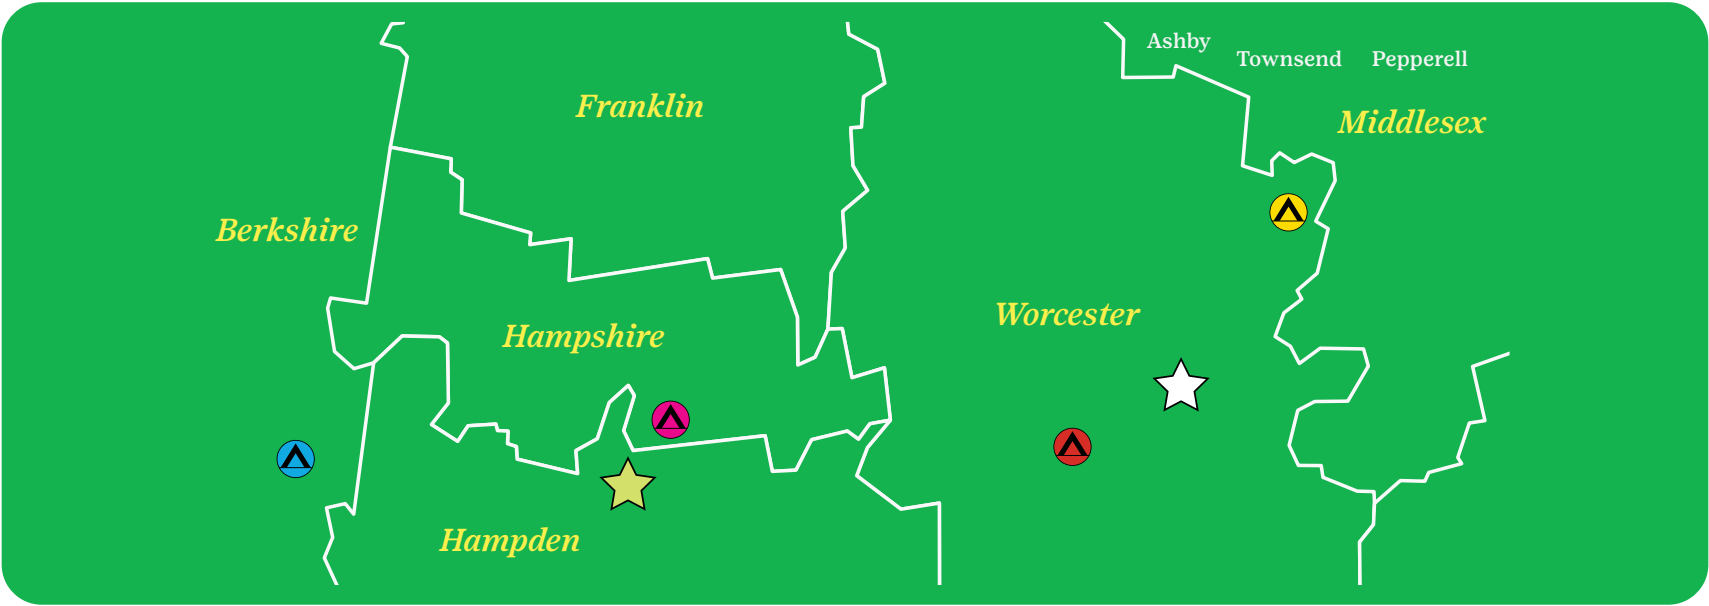 Ashby
Townsend
Pepperell
Franklin
Middlesex
Berkshire
Worcester
Hampshire
Hampden